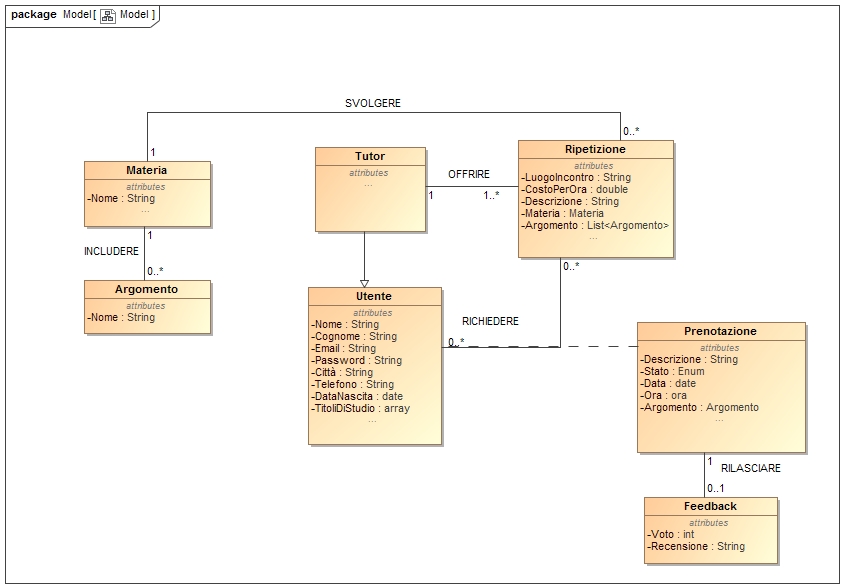 package Model[ Model ]
SVOLGERE
1
0..*
Materia
attributes
-Nome : String
...
1
INCLUDERE
0..*
Argomento
attributes
-Nome : String
Tutor
attributes
...
OFFRIRE
1
1..*
Ripetizione
attributes
-LuogoIncontro : String
-CostoPerOra : double
-Descrizione : String
-Materia : Materia
-Argomento : List<Argomento>
...
0..*
Utente
attributes
-Nome : String
-Cognome : String
-Email : String
-Password : String
-Città : String
-Telefono : String
-DataNascita : date
-TitoliDiStudio : array
...
RICHIEDERE
0..*
Prenotazione
attributes
-Descrizione : String
-Stato : Enum
-Data : date
-Ora : ora
-Argomento : Argomento
...
1
RILASCIARE
0..1
Feedback
attributes
-Voto : int
-Recensione : String